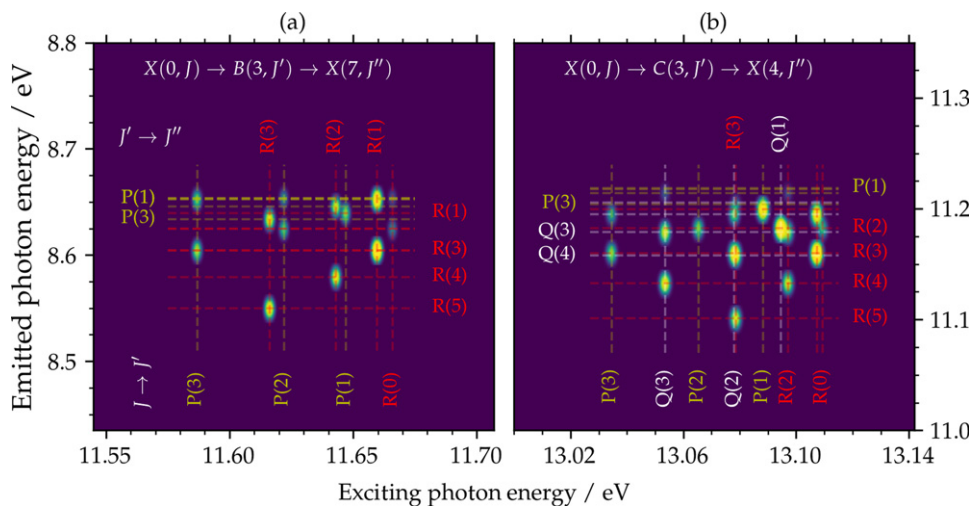 (a)
(b)
8.8
8.7
8.6
8.5
Emitted photon energy / eV
X(0, J) → B(3, J′) → X(7, J″)
J′ → J″
R(3)
R(2)
R(1)
P(1)
P(3)
R(1)
R(3)
R(4)
R(5)
J → J′
P(3)
P(2)
P(1)
R(0)
11.55
11.60
11.65
11.70
X(0, J) → C(3, J′) → X(4, J″)
R(3)
Q(1)
P(3)
Q(3)
Q(4)
P(1)
R(2)
R(3)
R(4)
R(5)
P(3)
Q(3)
P(2)
Q(2)
P(1)
R(2)
R(0)
11.3
11.2
11.1
11.0
13.02
13.06
13.10
13.14
Exciting photon energy / eV